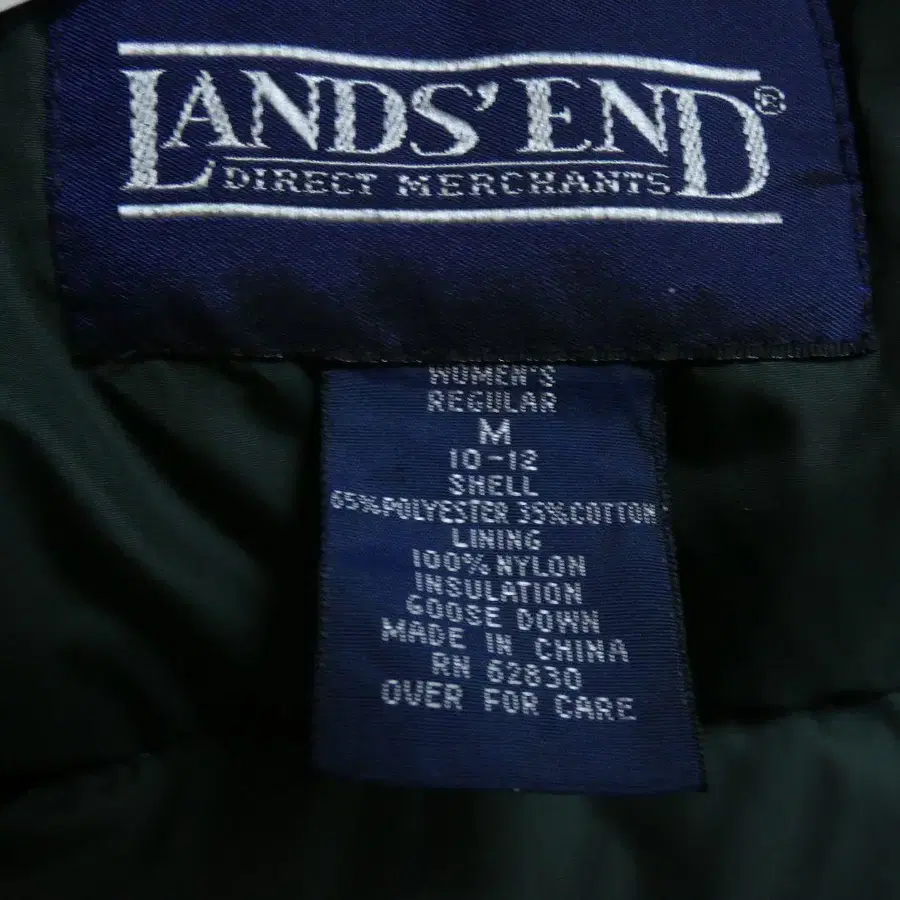 LANDS' END®
DIRECT MERCHANTS
WOMEN'S
REGULAR
M
10-12
SHELL
65%POLYESTER 35%COTTON
LINING
100% NYLON
INSULATION
GOOSE DOWN
MADE IN CHINA
RN 62830
OVER FOR CARE